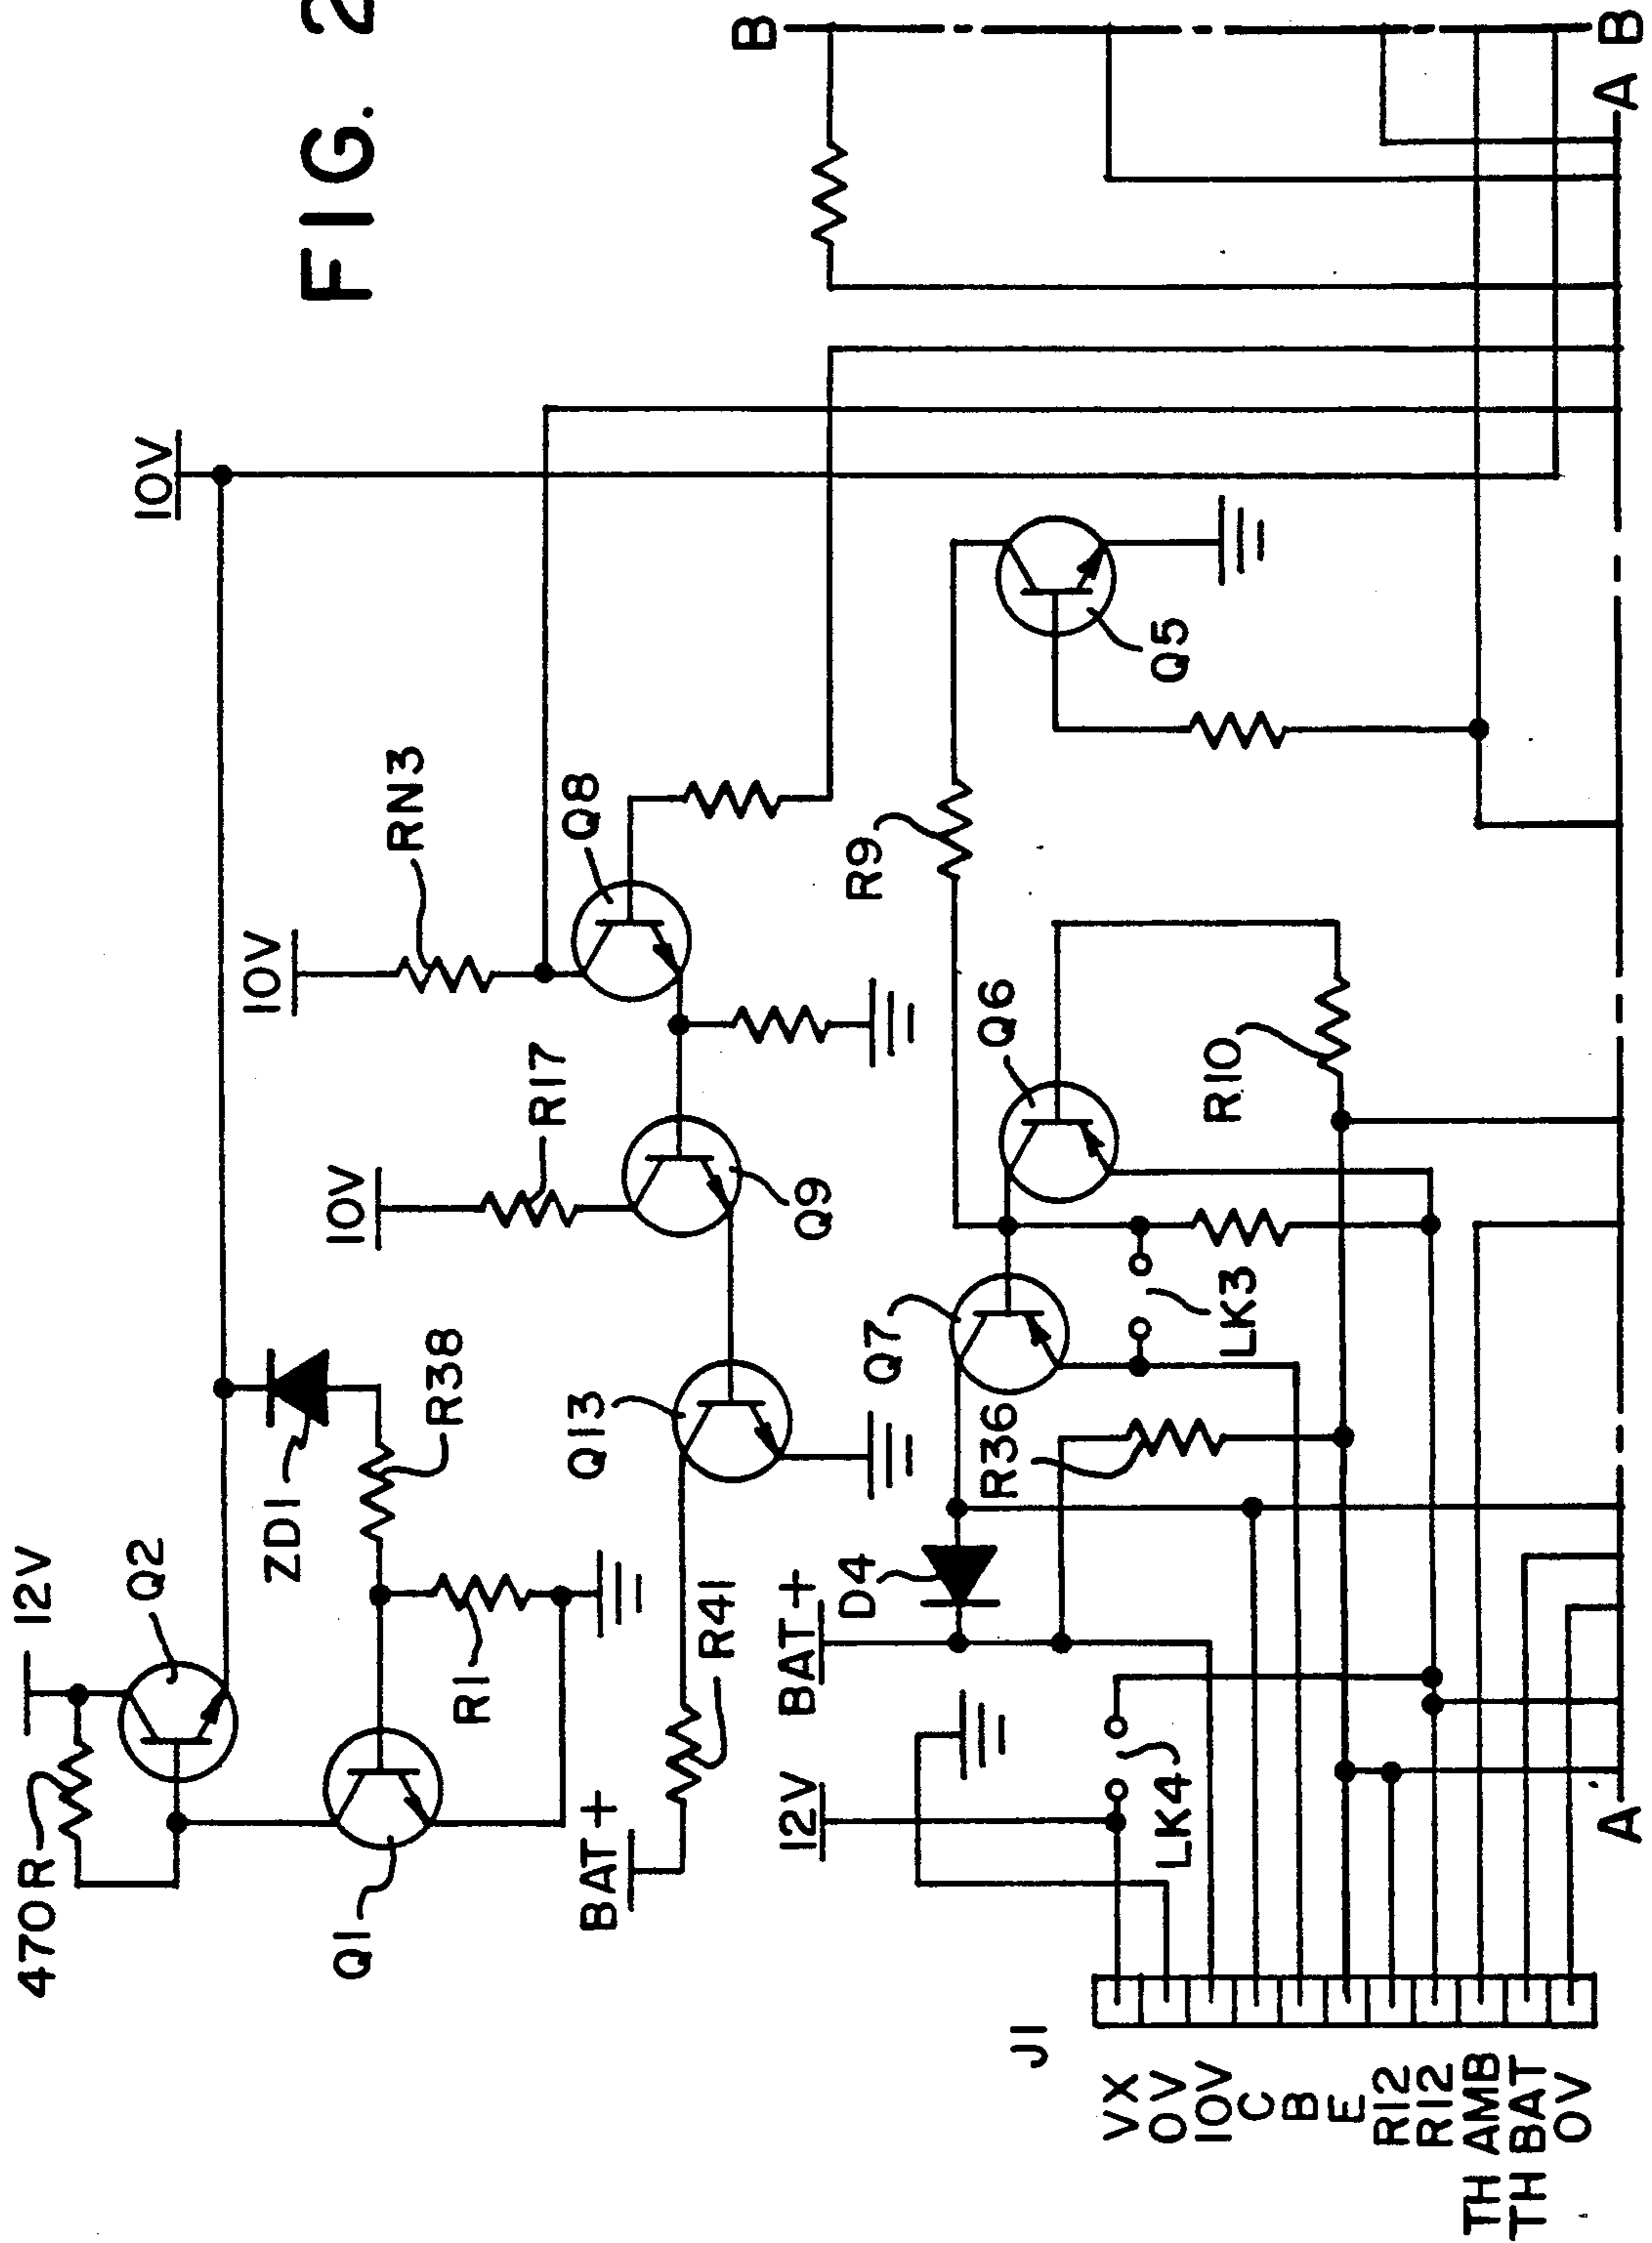 FIG. 2
B
10V
12V
470R
Q2
ZD1
R38
Q1
R1
10V
RN3
10V
R17
Q8
Q9
Q13
BAT+
R41
R9
Q5
Q6
R10
Q7
LK3
R36
BAT+
D4
12V
LK4
J1
VX
0V
10V
C
B
E
R12
R12
TH AMB
TH BAT
0V
A
A
B